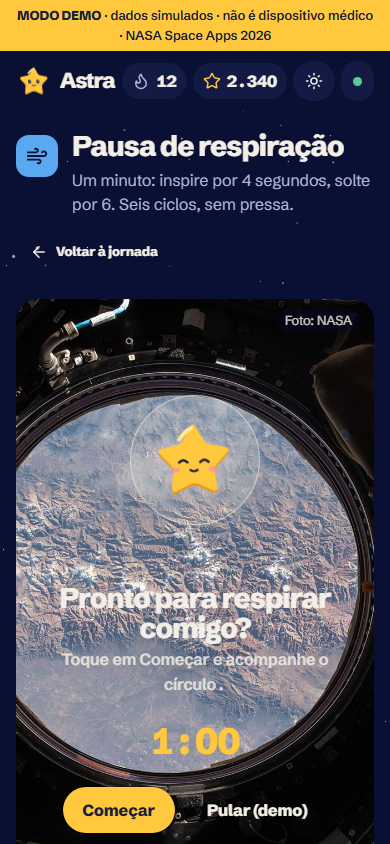 MODO DEMO · dados simulados · não é dispositivo médico
· NASA Space Apps 2026
Astra
12
2.340
Pausa de respiração
Um minuto: inspire por 4 segundos, solte
por 6. Seis ciclos, sem pressa.
← Voltar à jornada
Foto: NASA
Pronto para respirar
comigo?
Toque em Começar e acompanhe o
círculo.
1:00
Começar
Pular (demo)